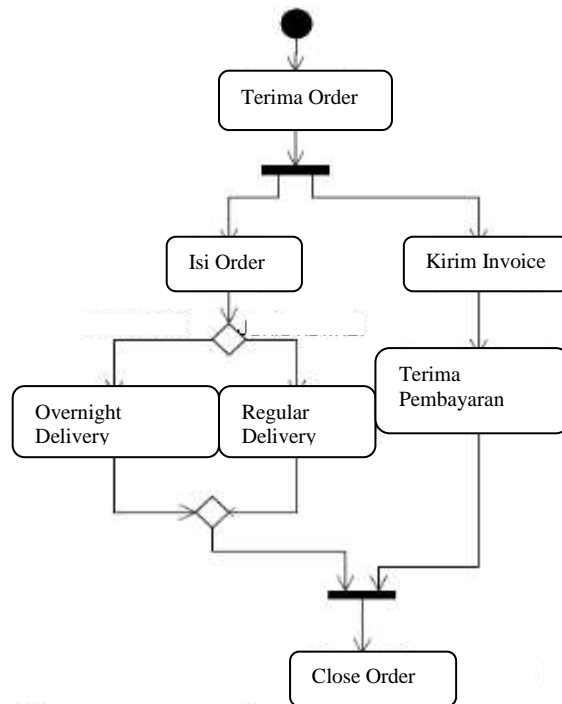 Terima Order
Isi Order
Kirim Invoice
Overnight
Delivery
Regular
Delivery
Terima
Pembayaran
Close Order